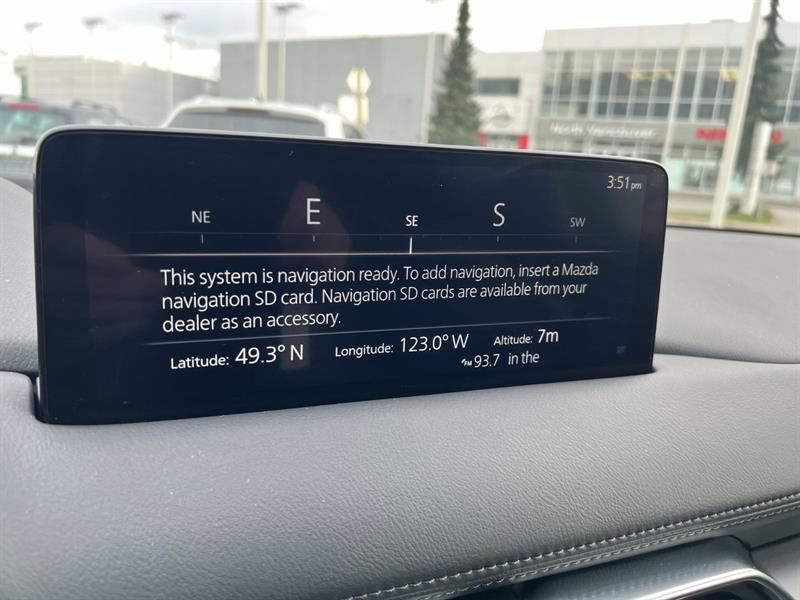 North Vancouver
3:51pm
NE E SE S SW
This system is navigation ready. To add navigation, insert a Mazda
navigation SD card. Navigation SD cards are available from your
dealer as an accessory.
Latitude: 49.3° N Longitude: 123.0° W Altitude: 7m
FM 93.7 in the